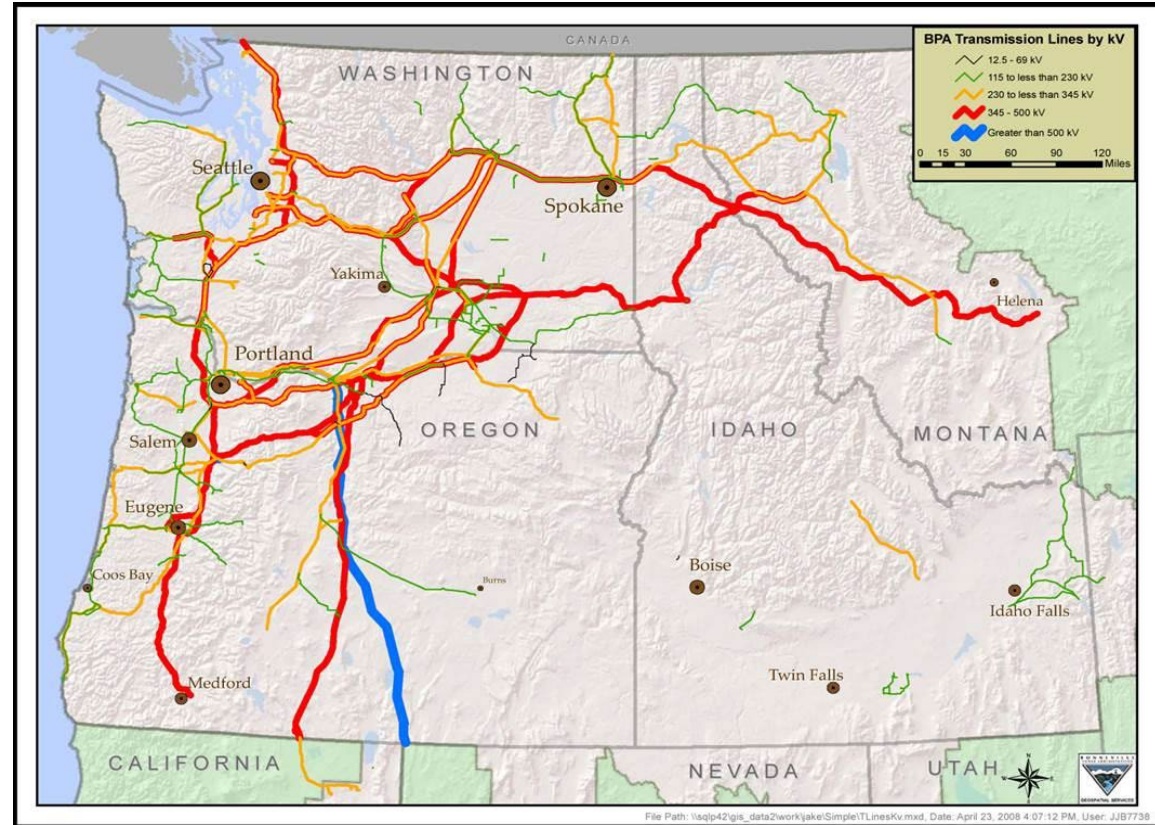 CANADA
BPA Transmission Lines by kV
12.5 - 69 kV
115 to less than 230 kV
230 to less than 345 kV
345 - 500 kV
Greater than 500 kV
0 15 30 60 90 120
Miles
WASHINGTON
Seattle
Spokane
Yakima
Helena
Portland
OREGON
IDAHO
MONTANA
Salem
Eugene
Coos Bay
Burns
Boise
Idaho Falls
Medford
Twin Falls
CALIFORNIA
NEVADA
UTAH
BONNEVILLE
GEOSPATIAL SERVICES
File Path: \\sqlp42\gis_data2\work\jake\Simple\TLinesKv.mxd, Date: April 23, 2008 4:07:12 PM, User: JJB7738